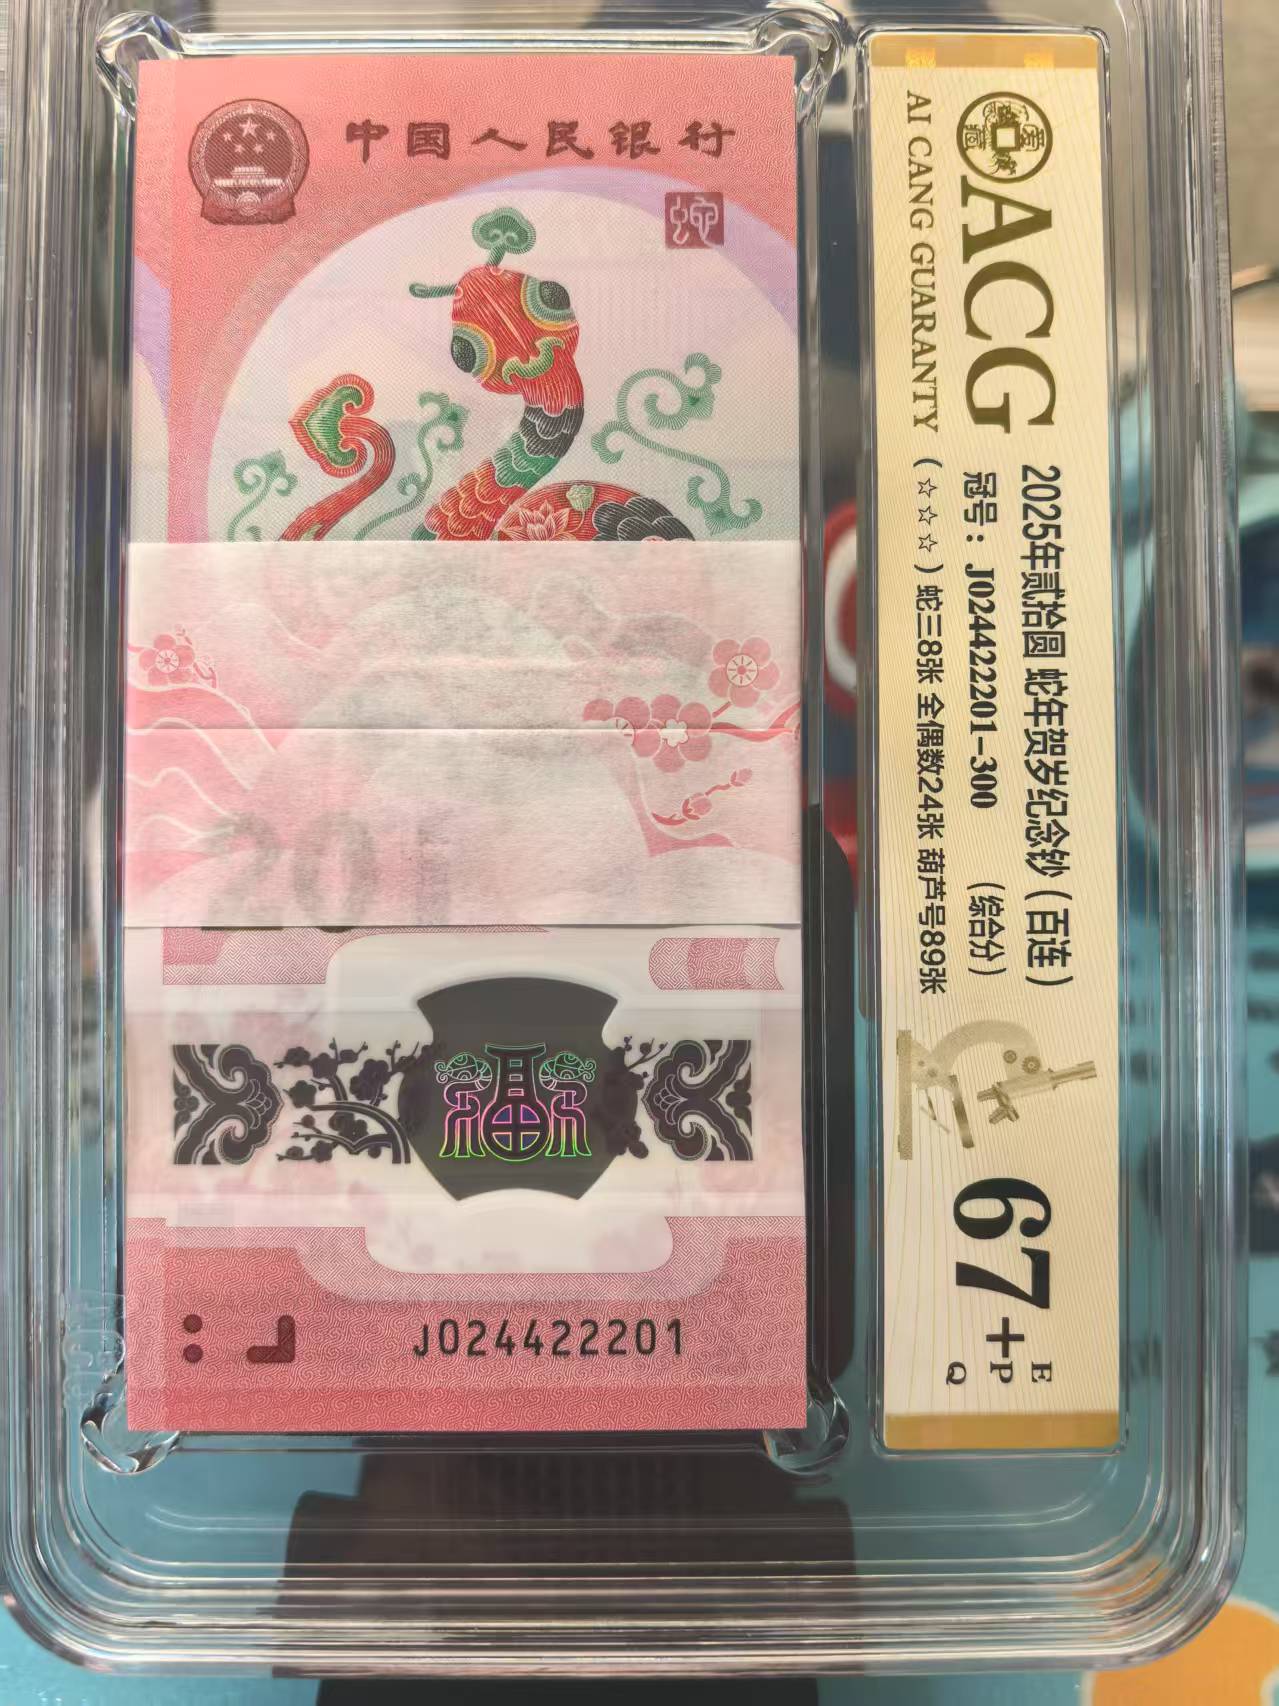 中国人民银行
蛇
福
J024422201
20
ACG
AI CANG GUARANTY
2025年贰拾圆 蛇年贺岁纪念钞（百连）
冠号：J024422201-300 （综合分）
（☆☆☆）蛇三8张 全偶数24张 葫芦号89张
67+
E
P
Q